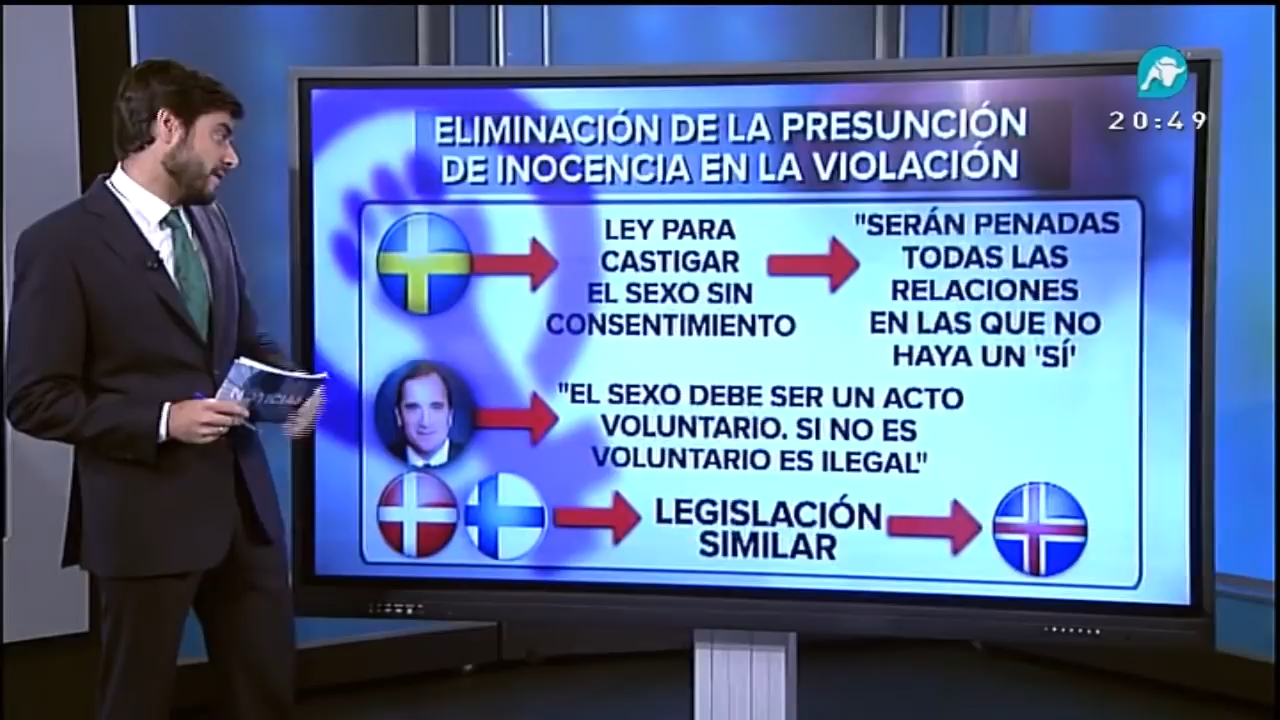 20:49
ELIMINACIÓN DE LA PRESUNCIÓN
DE INOCENCIA EN LA VIOLACIÓN
LEY PARA
CASTIGAR
EL SEXO SIN
CONSENTIMIENTO
"SERÁN PENADAS
TODAS LAS
RELACIONES
EN LAS QUE NO
HAYA UN 'SÍ'
"EL SEXO DEBE SER UN ACTO
VOLUNTARIO. SI NO ES
VOLUNTARIO ES ILEGAL"
LEGISLACIÓN
SIMILAR